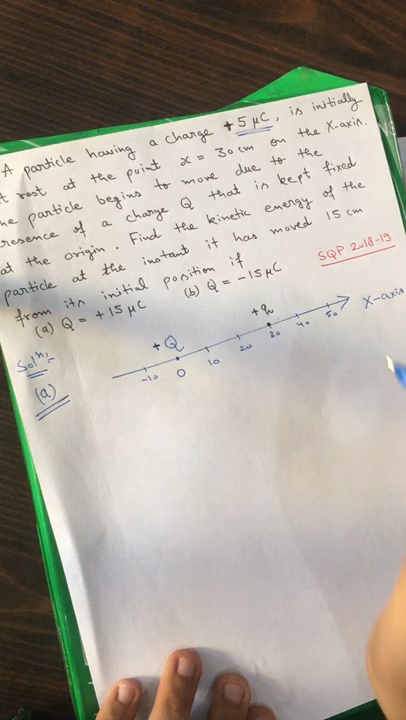 A particle having a charge +5 μC, is initially
at rest at the point x = 30 cm on the X-axis.
The particle begins to move due to the
presence of a charge Q that is kept fixed
at the origin. Find the kinetic energy of the
particle at the instant it has moved 15 cm
from its initial position if
(a) Q = +15 μC (b) Q = -15 μC
SQP 2018-19
Solⁿ:-
(a)
+Q +q
-10 0 10 20 30 40 50 X-axis